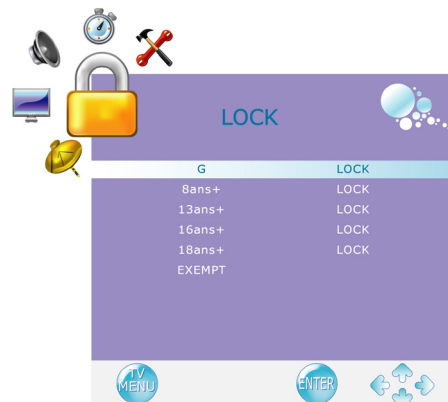 LOCK
G LOCK
8ans+ LOCK
13ans+ LOCK
16ans+ LOCK
18ans+ LOCK
EXEMPT
TV
MENU
ENTER